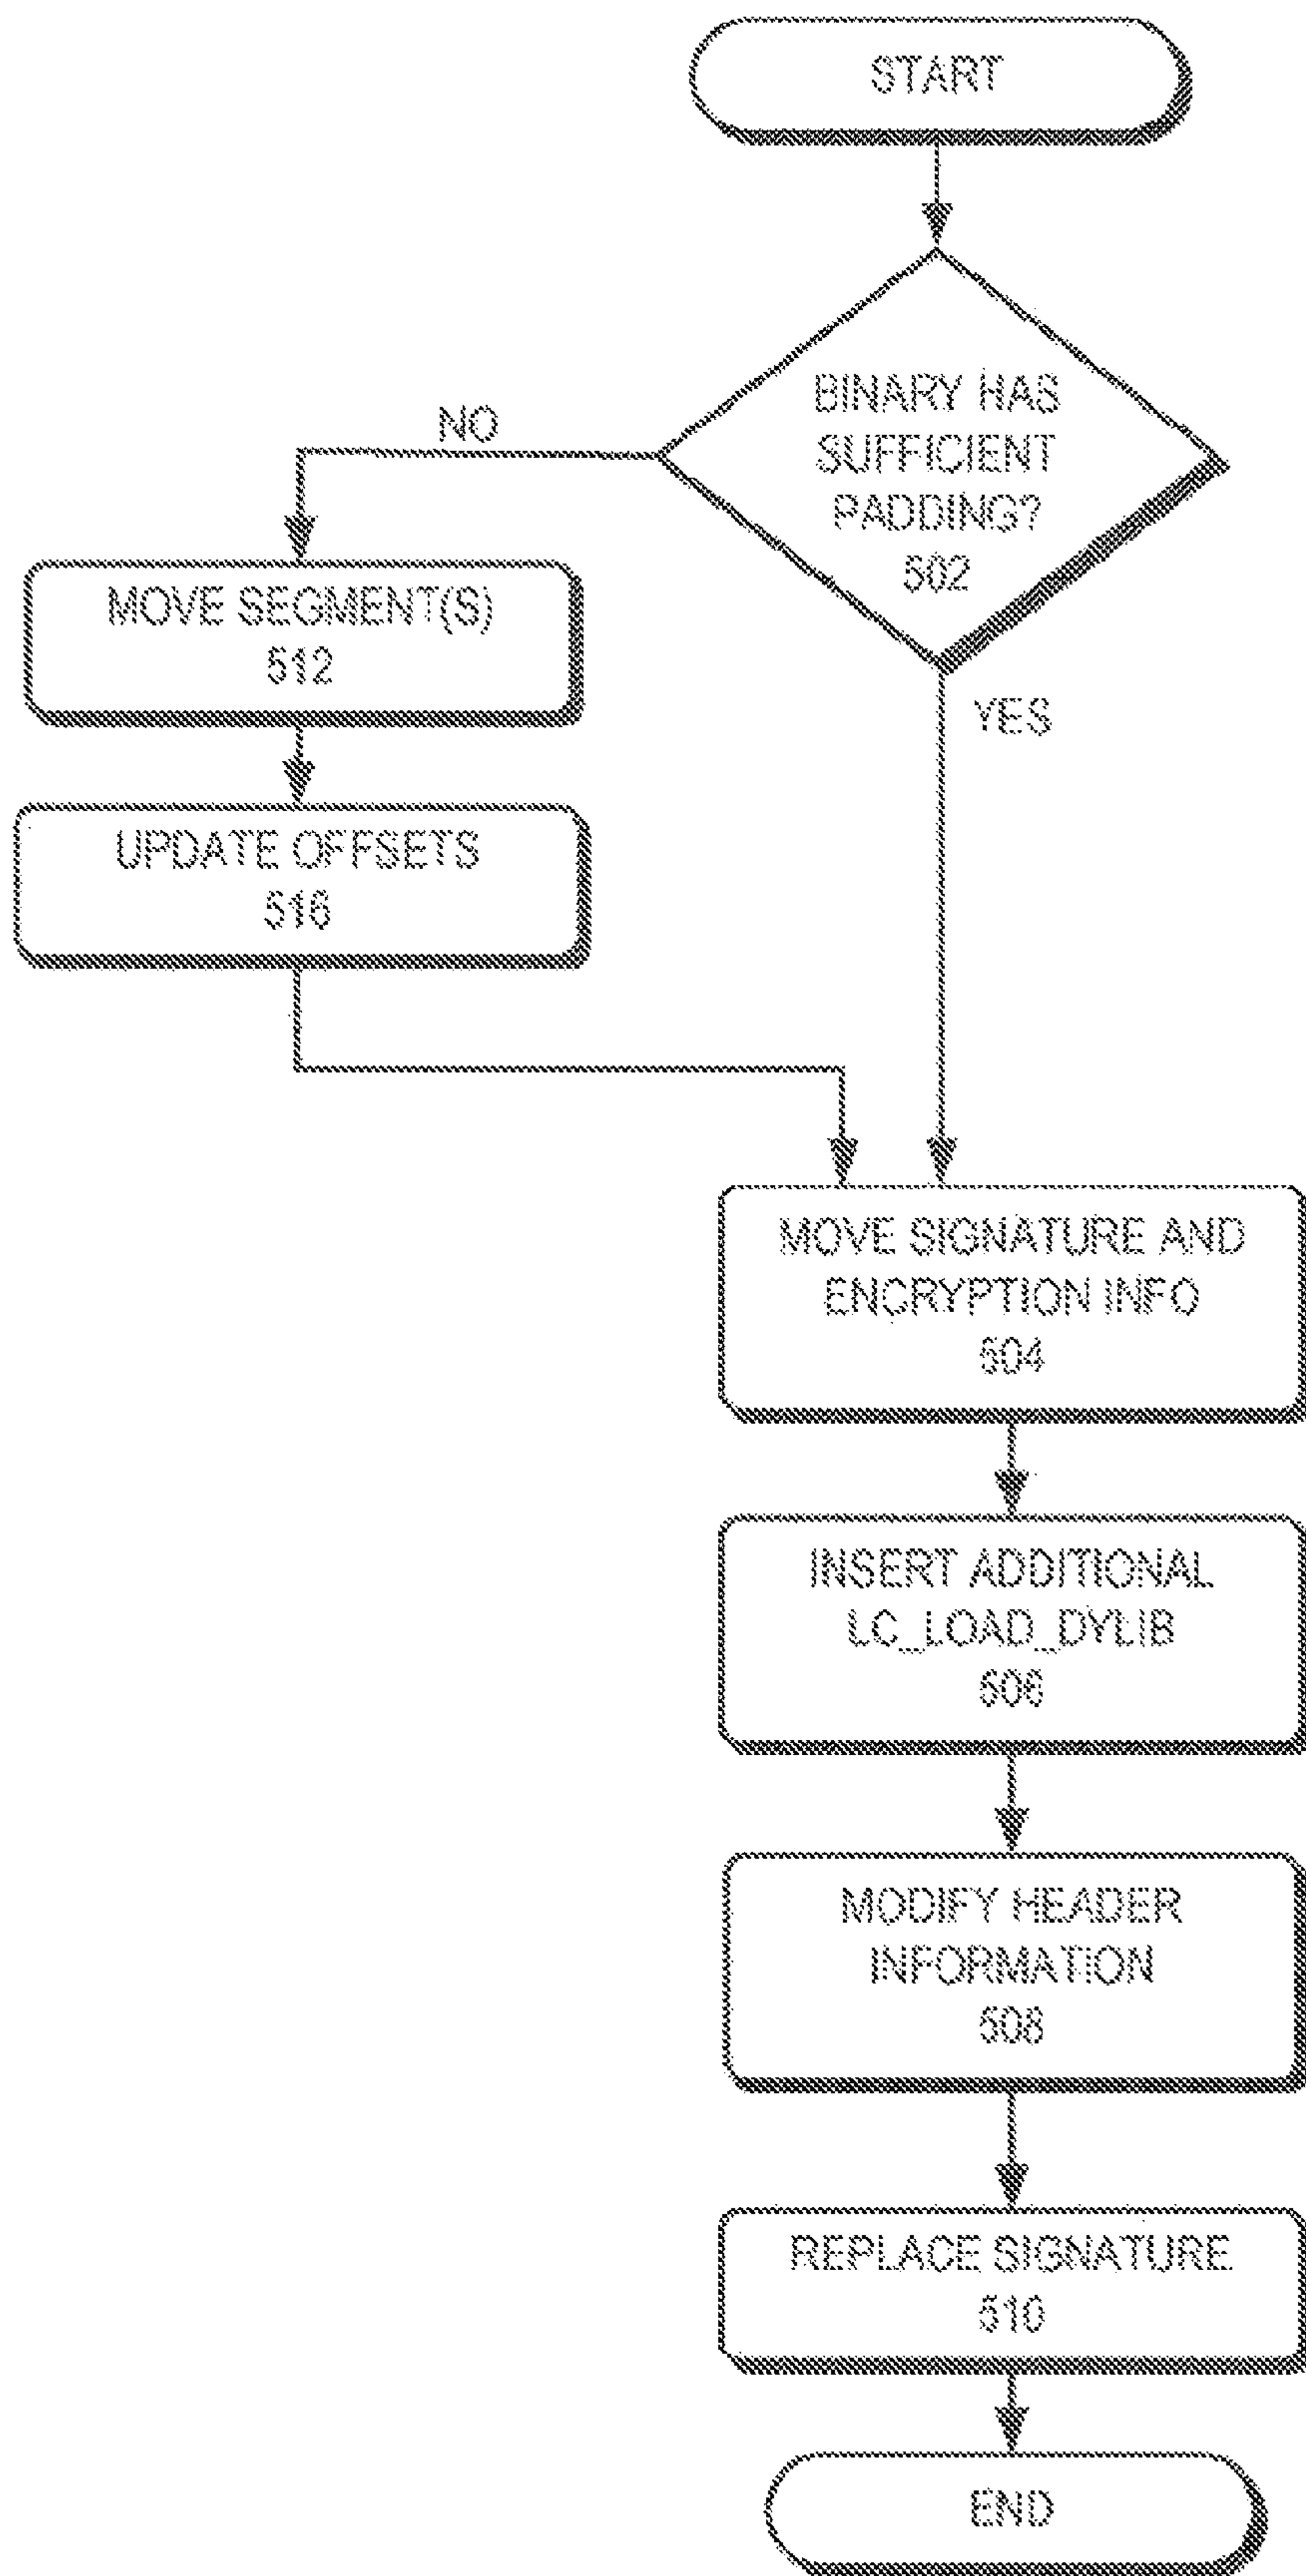 START
BINARY HAS
SUFFICIENT
PADDING?
502
NO
YES
MOVE SEGMENT(S)
512
UPDATE OFFSETS
516
MOVE SIGNATURE AND
ENCRYPTION INFO
504
INSERT ADDITIONAL
LC_LOAD_DYLIB
506
MODIFY HEADER
INFORMATION
508
REPLACE SIGNATURE
510
END